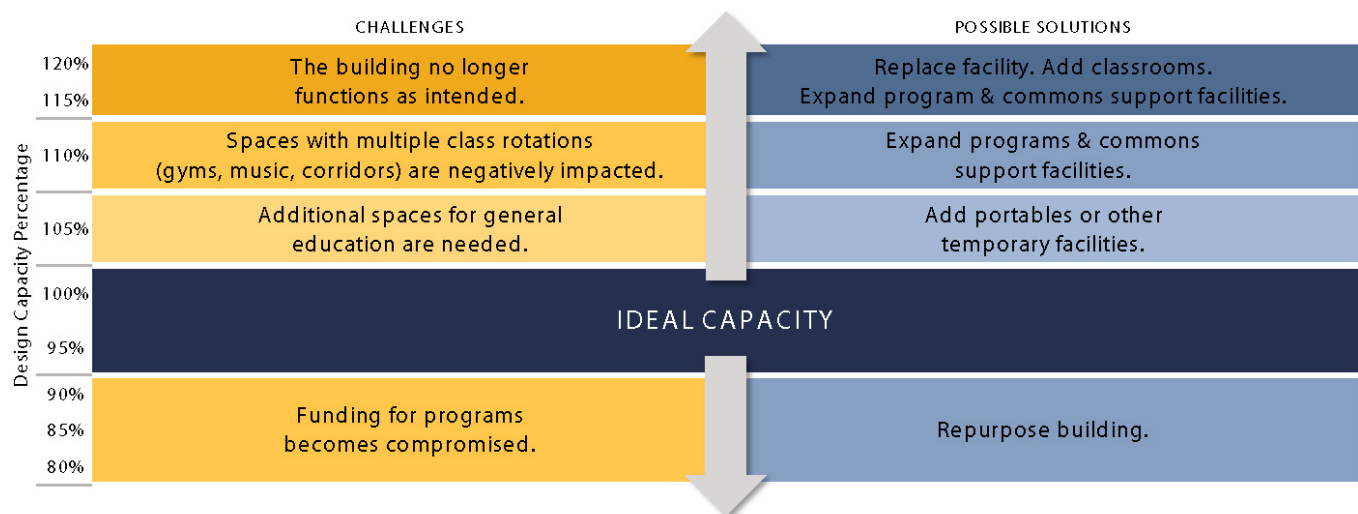 CHALLENGES
POSSIBLE SOLUTIONS
Design Capacity Percentage
120%
115%
The building no longer
functions as intended.
Replace facility. Add classrooms.
Expand program & commons support facilities.
110%
Spaces with multiple class rotations
(gyms, music, corridors) are negatively impacted.
Expand programs & commons
support facilities.
105%
Additional spaces for general
education are needed.
Add portables or other
temporary facilities.
100%
95%
IDEAL CAPACITY
90%
85%
80%
Funding for programs
becomes compromised.
Repurpose building.